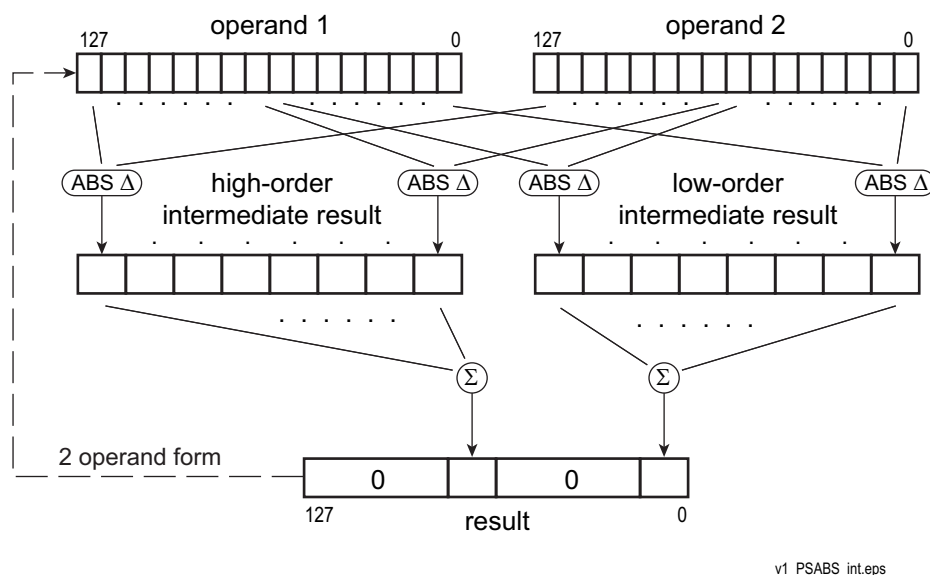 operand 1
operand 2
127 0
127 0
. . . . . . . . . . . .
. . . . . . . . . . . .
ABS Δ
high-order
intermediate result
ABS Δ
ABS Δ
low-order
intermediate result
ABS Δ
. . . . . .
. . . . . .
. . . . . .
. . . . . .
Σ
Σ
2 operand form
0
0
127
result
0
v1_PSABS_int.eps